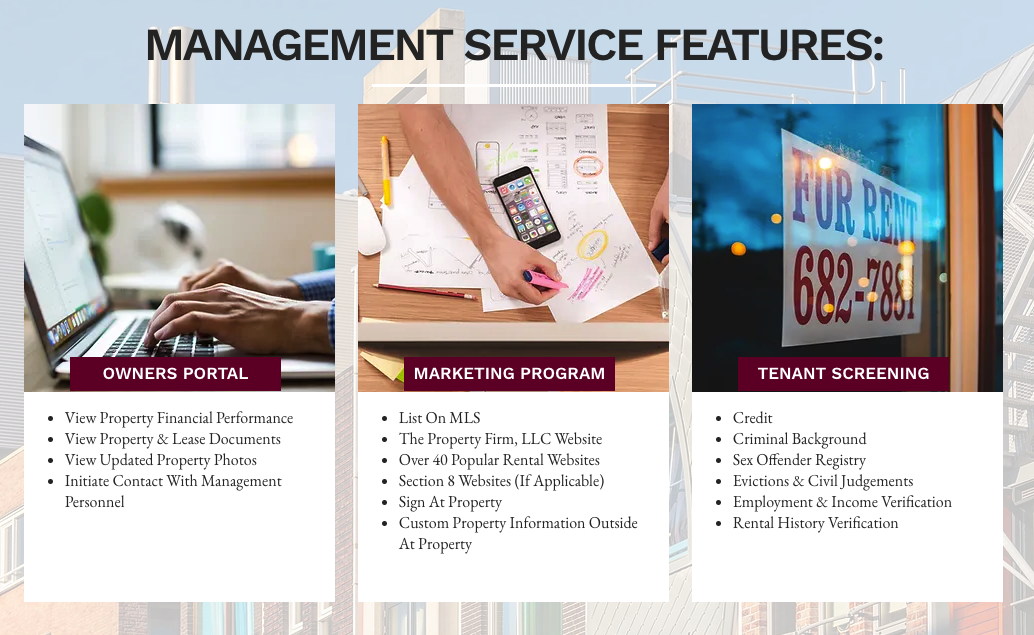 MANAGEMENT SERVICE FEATURES:
FOR RENT
682-7881
OWNERS PORTAL
View Property Financial Performance
View Property & Lease Documents
View Updated Property Photos
Initiate Contact With Management
Personnel
MARKETING PROGRAM
List On MLS
The Property Firm, LLC Website
Over 40 Popular Rental Websites
Section 8 Websites (If Applicable)
Sign At Property
Custom Property Information Outside
At Property
TENANT SCREENING
Credit
Criminal Background
Sex Offender Registry
Evictions & Civil Judgements
Employment & Income Verification
Rental History Verification